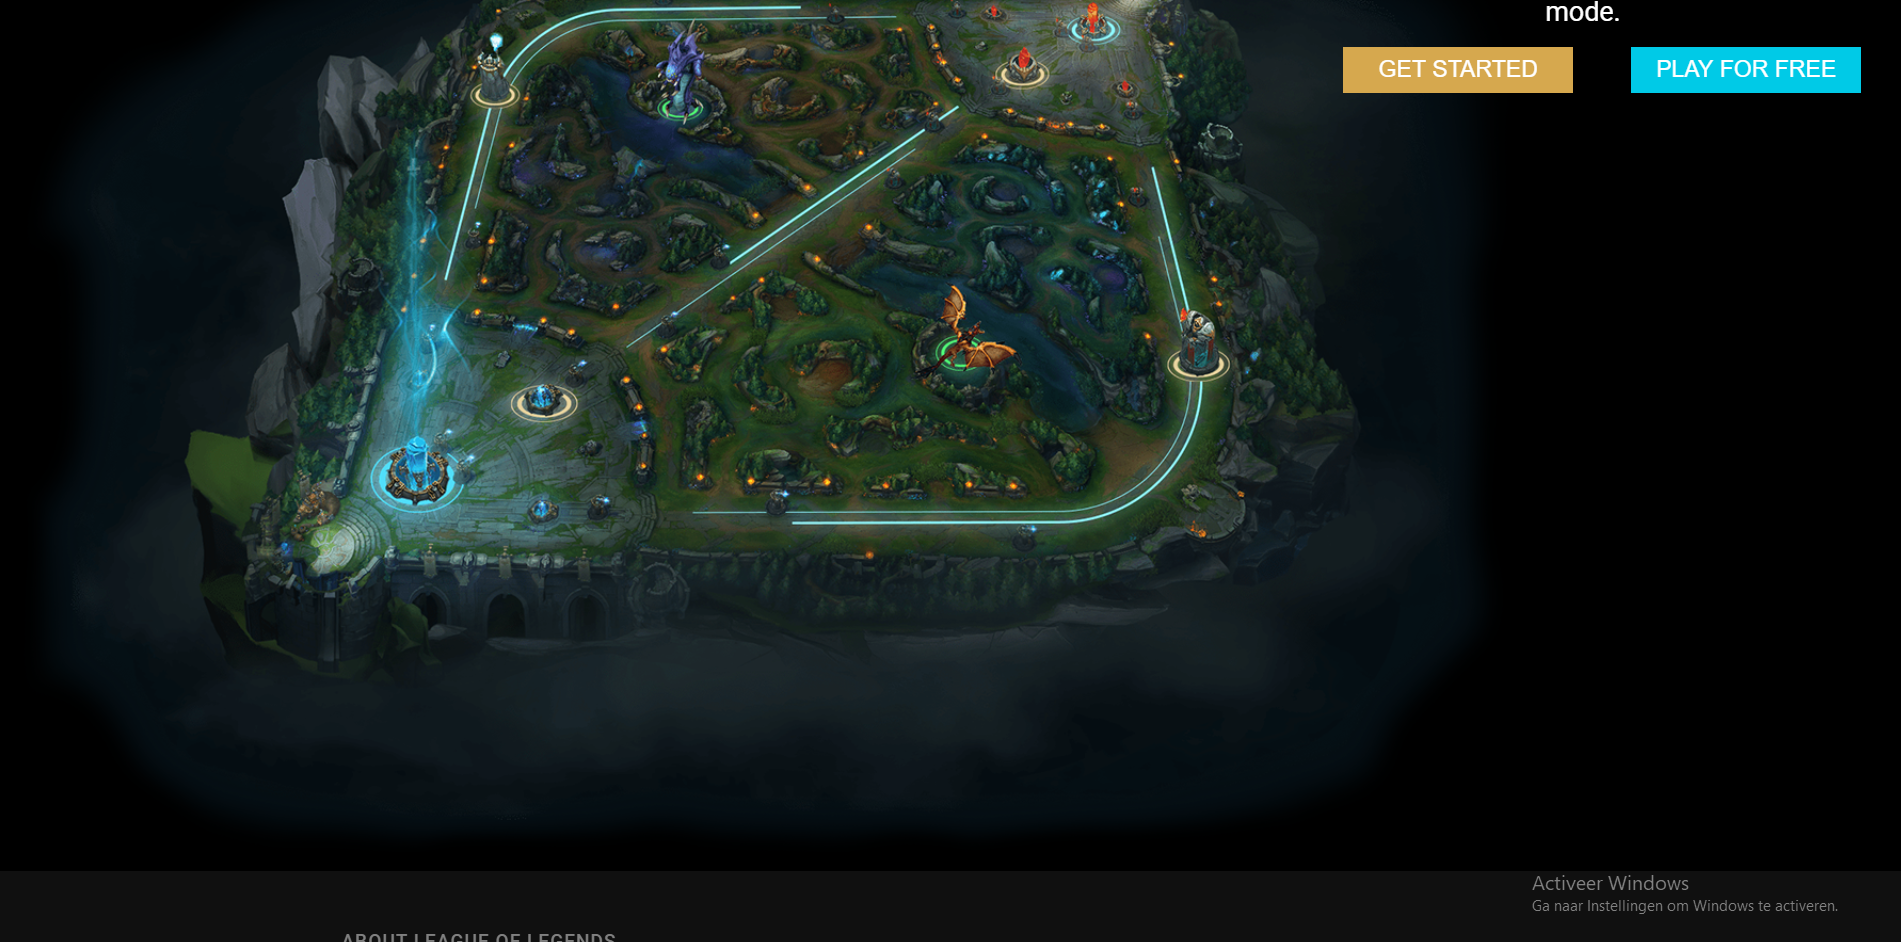 mode.
GET STARTED
PLAY FOR FREE
Activeer Windows
Ga naar Instellingen om Windows te activeren.
ABOUT LEAGUE OF LEGENDS